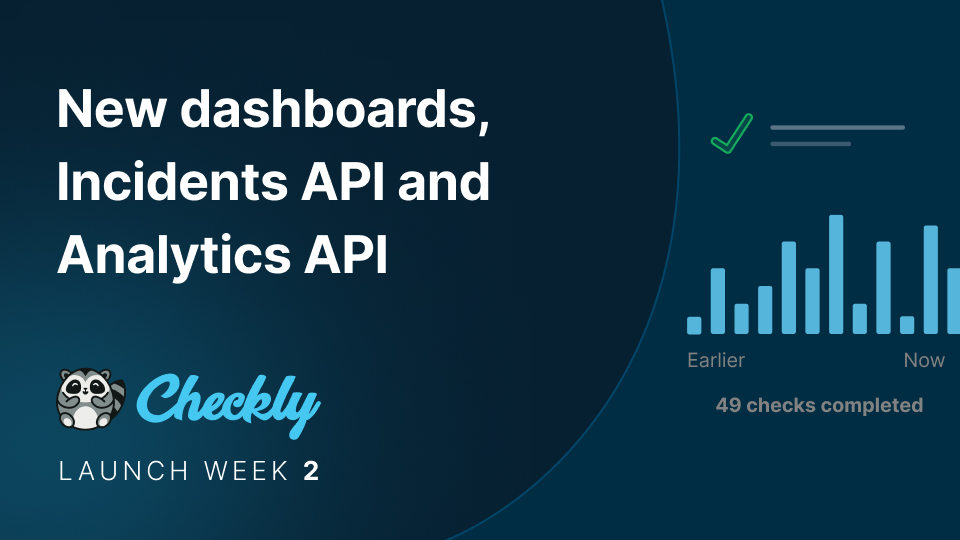 New dashboards,
Incidents API and
Analytics API
Checkly
LAUNCH WEEK 2
Earlier
Now
49 checks completed